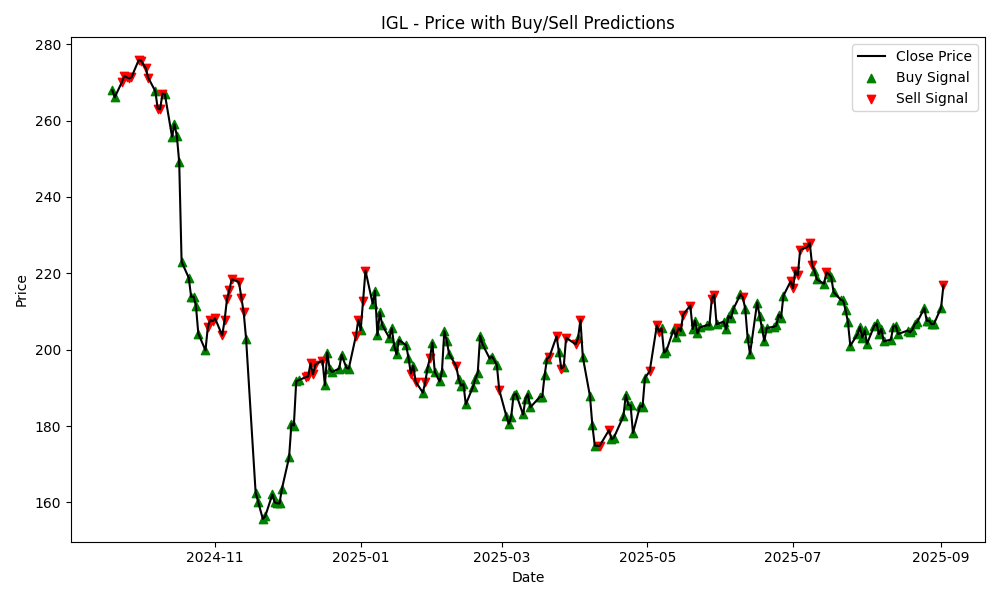 IGL - Price with Buy/Sell Predictions
280
260
240
220
200
180
160
Price
Close Price
Buy Signal
Sell Signal
2024-11
2025-01
2025-03
2025-05
2025-07
2025-09
Date